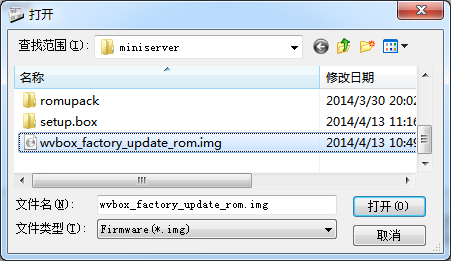 打开
查找范围(I): miniserver
名称 修改日期
romupack 2014/3/30 20:02
setup.box 2014/4/13 11:16
wvbox_factory_update_rom.img 2014/4/13 10:49
文件名(N): wvbox_factory_update_rom.img 打开(O)
文件类型(T): Firmware(*.img) 取消